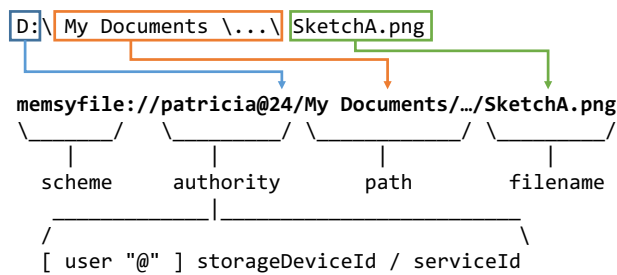 D:\ My Documents \...\ SketchA.png
memsyfile://patricia@24/My Documents/…/SketchA.png
scheme authority path filename
[ user "@" ] storageDeviceId / serviceId